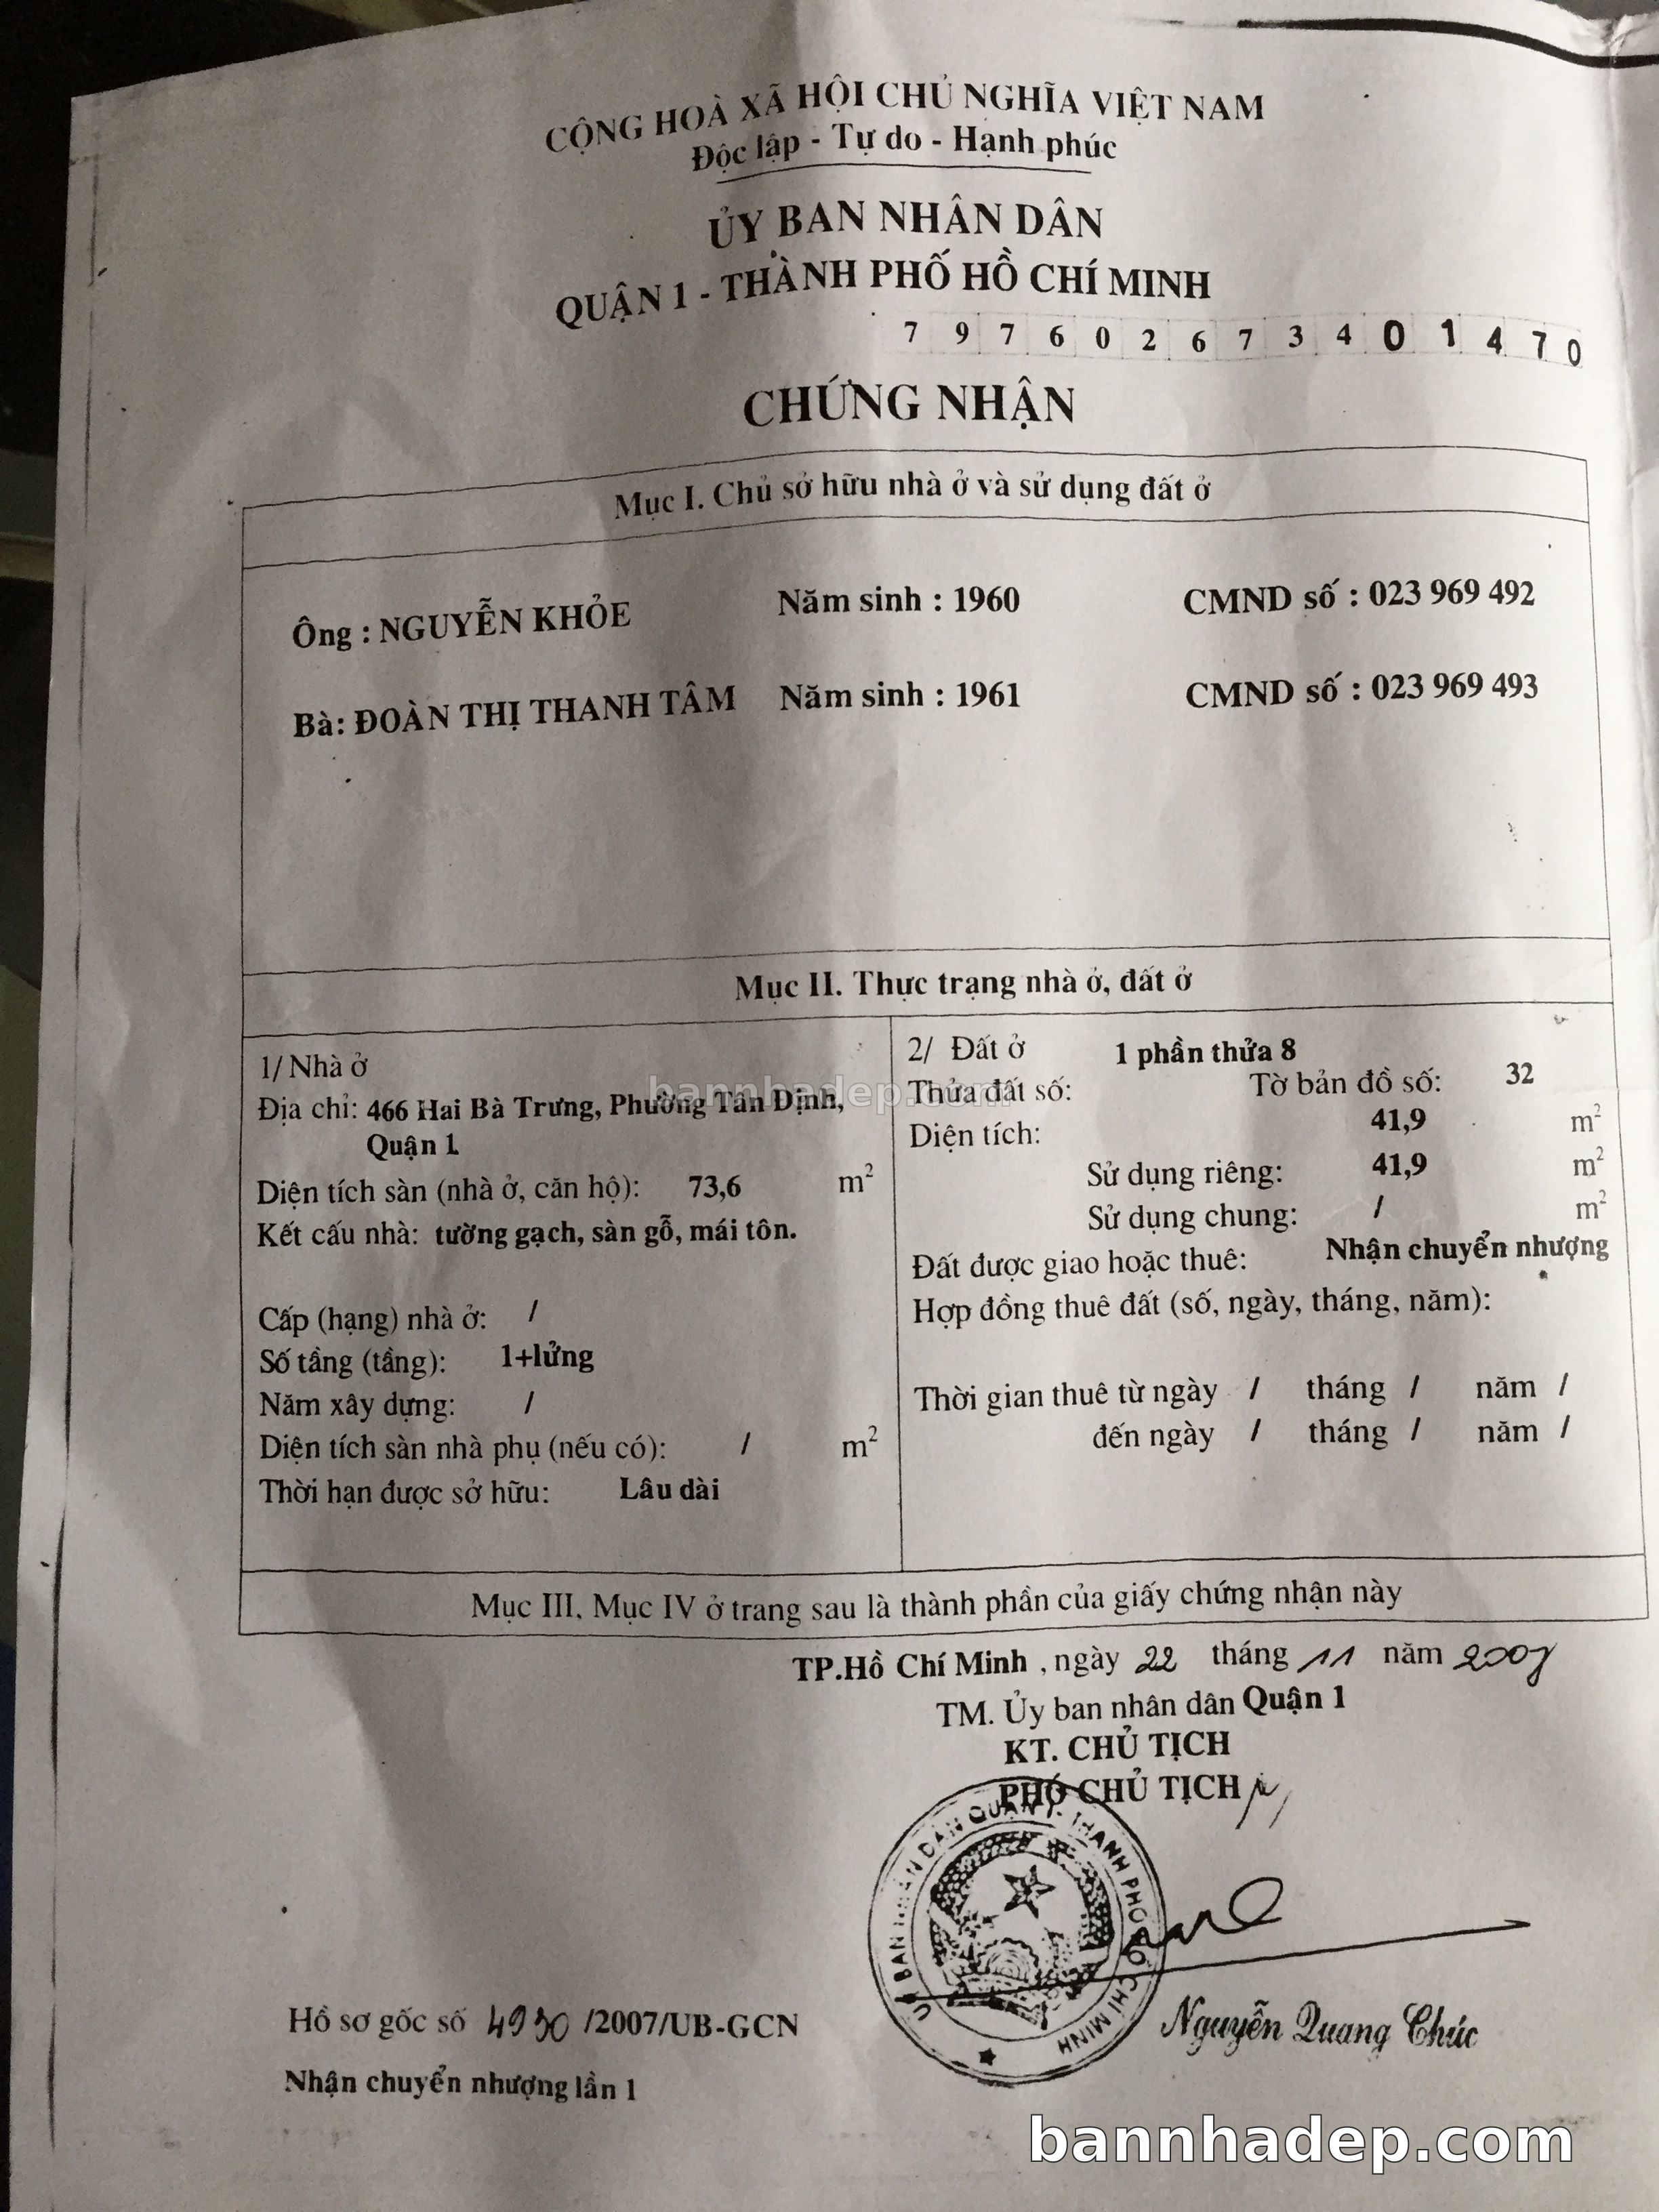 CỘNG HOÀ XÃ HỘI CHỦ NGHĨA VIỆT NAM
Độc lập - Tự do - Hạnh phúc
ỦY BAN NHÂN DÂN
QUẬN 1 - THÀNH PHỐ HỒ CHÍ MINH
7 9 7 6 0 2 6 7 3 4 0 1 4 7 0
CHỨNG NHẬN
Mục I. Chủ sở hữu nhà ở và sử dụng đất ở
Ông : NGUYỄN KHỎE Năm sinh : 1960 CMND số : 023 969 492
Bà: ĐOÀN THỊ THANH TÂM Năm sinh : 1961 CMND số : 023 969 493
Mục II. Thực trạng nhà ở, đất ở
1/ Nhà ở
Địa chỉ: 466 Hai Bà Trưng, Phường Tân Định,
Quận 1.
Diện tích sàn (nhà ở, căn hộ): 73,6 m²
Kết cấu nhà: tường gạch, sàn gỗ, mái tôn.
Cấp (hạng) nhà ở: /
Số tầng (tầng): 1+lửng
Năm xây dựng: /
Diện tích sàn nhà phụ (nếu có): / m²
Thời hạn được sở hữu: Lâu dài
2/ Đất ở
1 phần thửa 8
Thửa đất số: Tờ bản đồ số: 32
Diện tích: 41,9 m²
Sử dụng riêng: 41,9 m²
Sử dụng chung: / m²
Đất được giao hoặc thuê: Nhận chuyển nhượng
Hợp đồng thuê đất (số, ngày, tháng, năm):
Thời gian thuê từ ngày / tháng / năm /
đến ngày / tháng / năm /
bannhadep.com
Mục III, Mục IV ở trang sau là thành phần của giấy chứng nhận này
TP.Hồ Chí Minh , ngày 22 tháng 11 năm 2007
TM. Ủy ban nhân dân Quận 1
KT. CHỦ TỊCH
PHÓ CHỦ TỊCH
ỦY BAN NHÂN DÂN QUẬN 1 THÀNH PHỐ HỒ CHÍ MINH
Nguyễn Quang Chúc
Hồ sơ gốc số 4930 /2007/UB-GCN
Nhận chuyển nhượng lần 1
bannhadep.com